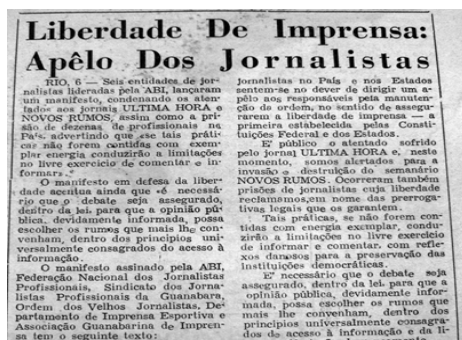 Liberdade De Imprensa:
Apêlo Dos Jornalistas
RIO, 6 — Seis entidades de jor-
nalistas lideradas pela ABI, lançaram
um manifesto, condenando os aten-
tados aos jornais ULTIMA HORA e
NOVOS RUMOS, assim como a pri-
são de dezenas de profissionais no
País, advertindo que «se tais práti-
cas não forem contidas com exem-
plar energia conduzirão a limitações
no livre exercício de comentar e in-
formar».
O manifesto em defesa da liber-
dade acentua ainda que «é necessá-
rio que o debate seja assegurado,
dentro da lei para que a opinião pú-
blica, devidamente informada, possa
escolher os rumos que mais lhe con-
venham, dentro dos princípios uni-
versalmente consagrados do acesso à
informação.
O manifesto assinado pela ABI,
Federação Nacional dos Jornalistas
Profissionais, Sindicato dos Jorna-
listas Profissionais da Guanabara,
Ordem dos Velhos Jornalistas, De-
partamento de Imprensa Esportiva e
Associação Guanabarina de Impren-
sa tem o seguinte texto:
jornalistas no País e nos Estados
sentem-se no dever de dirigir um a-
pêlo aos responsáveis pela manuten-
ção da ordem, no sentido de assegu-
rarem a liberdade de imprensa — a
primeira estabelecida pelas Consti-
tuições Federal e dos Estados.
E' público o atentado sofrido
pelo jornal ULTIMA HORA e, neste
momento, somos alertados para a
invasão e destruição do semanário
NOVOS RUMOS. Ocorreram também
prisões de jornalistas cuja liberdade
reclamamos, em nome das prerroga-
tivas legais que os garantem.
Tais práticas, se não forem con-
tidas com energia exemplar, condu-
zirão a limitações no livre exercício
de informar e comentar, com refle-
xos danosos para a preservação das
instituições democráticas.
E' necessário que o debate seja
assegurado, dentro da lei, para que a
opinião pública, devidamente infor-
mada, possa escolher os rumos que
mais lhe convenham, dentro dos
princípios universalmente consagra-
dos do acesso à informação e da li-